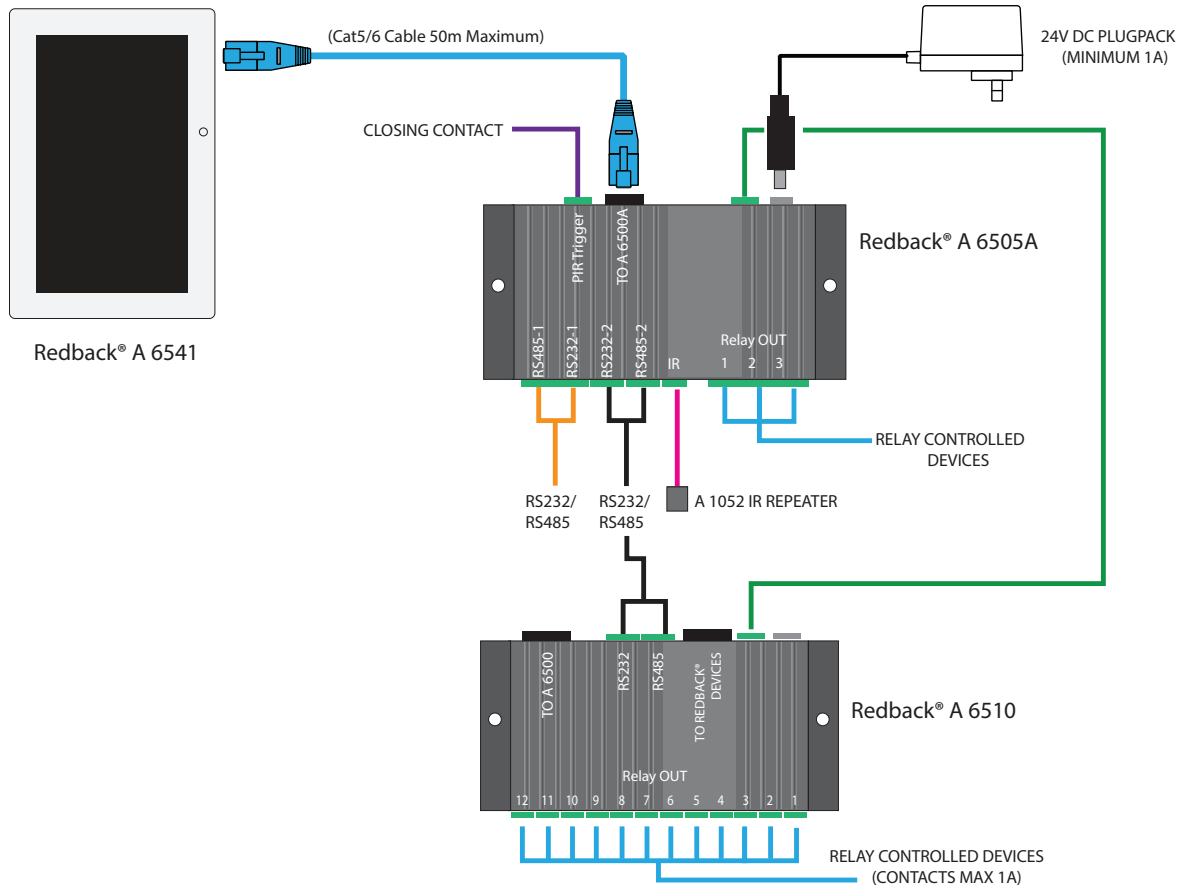 (Cat5/6 Cable 50m Maximum)
24V DC PLUGPACK
(MINIMUM 1A)
CLOSING CONTACT
Redback® A 6541
PIR Trigger
TO A 6500A
Redback® A 6505A
RS485-1
RS232-1
RS232-2
RS485-2
IR
Relay OUT
1 2 3
RELAY CONTROLLED
DEVICES
RS232/
RS485
RS232/
RS485
A 1052 IR REPEATER
TO A 6500
RS232
RS485
TO REDBACK®
DEVICES
Redback® A 6510
Relay OUT
12 11 10 9 8 7 6 5 4 3 2 1
RELAY CONTROLLED DEVICES
(CONTACTS MAX 1A)